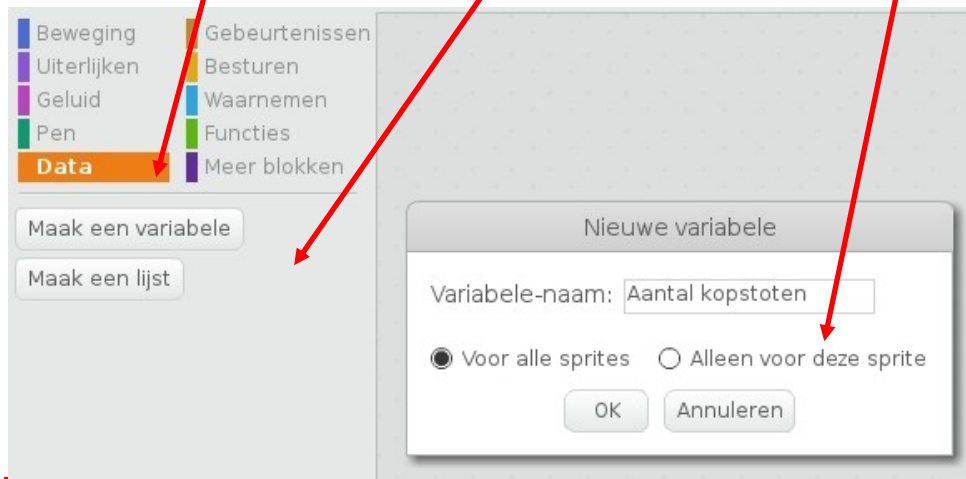 Beweging Gebeurtenissen
Uiterlijken Besturen
Geluid Waarnemen
Pen Functies
Data Meer blokken
Maak een variabele
Maak een lijst
Nieuwe variabele
Variabele-naam: Aantal kopstoten
Voor alle sprites Alleen voor deze sprite
OK Annuleren